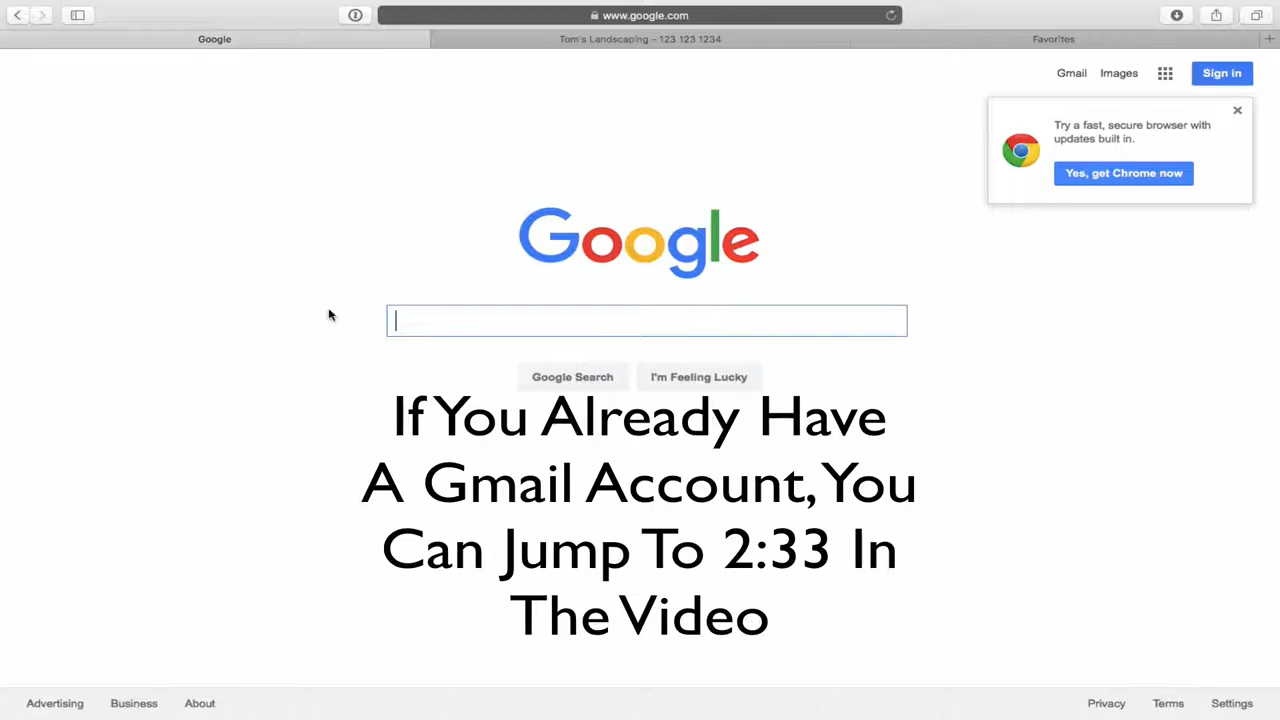 www.google.com
Google
Tom's Landscaping – 123 123 1234
Favorites
Gmail
Images
Sign in
Try a fast, secure browser with
updates built in.
Yes, get Chrome now
Google
Google Search
I'm Feeling Lucky
If You Already Have
A Gmail Account, You
Can Jump To 2:33 In
The Video
Advertising
Business
About
Privacy
Terms
Settings